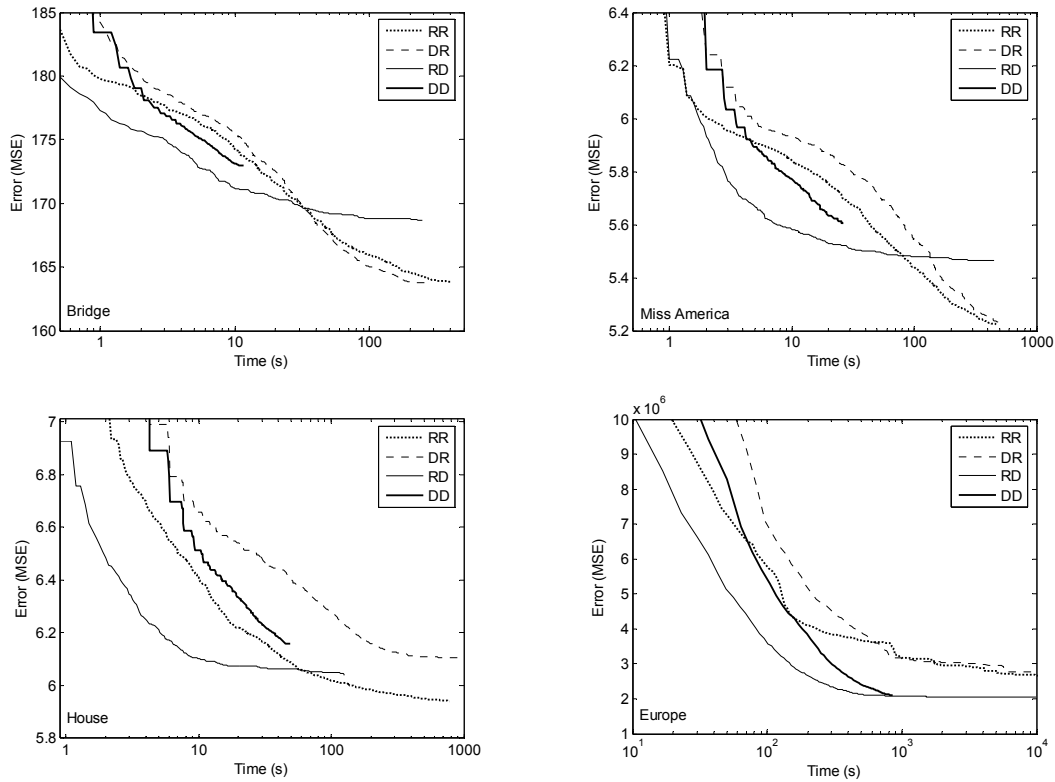 185
180
175
170
165
160
Error (MSE)
1
10
100
Time (s)
Bridge
RR
DR
RD
DD
6.4
6.2
6
5.8
5.6
5.4
5.2
Error (MSE)
1
10
100
1000
Time (s)
Miss America
RR
DR
RD
DD
7
6.8
6.6
6.4
6.2
6
5.8
Error (MSE)
1
10
100
1000
Time (s)
House
RR
DR
RD
DD
x 10^6
10
9
8
7
6
5
4
3
2
1
Error (MSE)
10^1
10^2
10^3
10^4
Time (s)
Europe
RR
DR
RD
DD